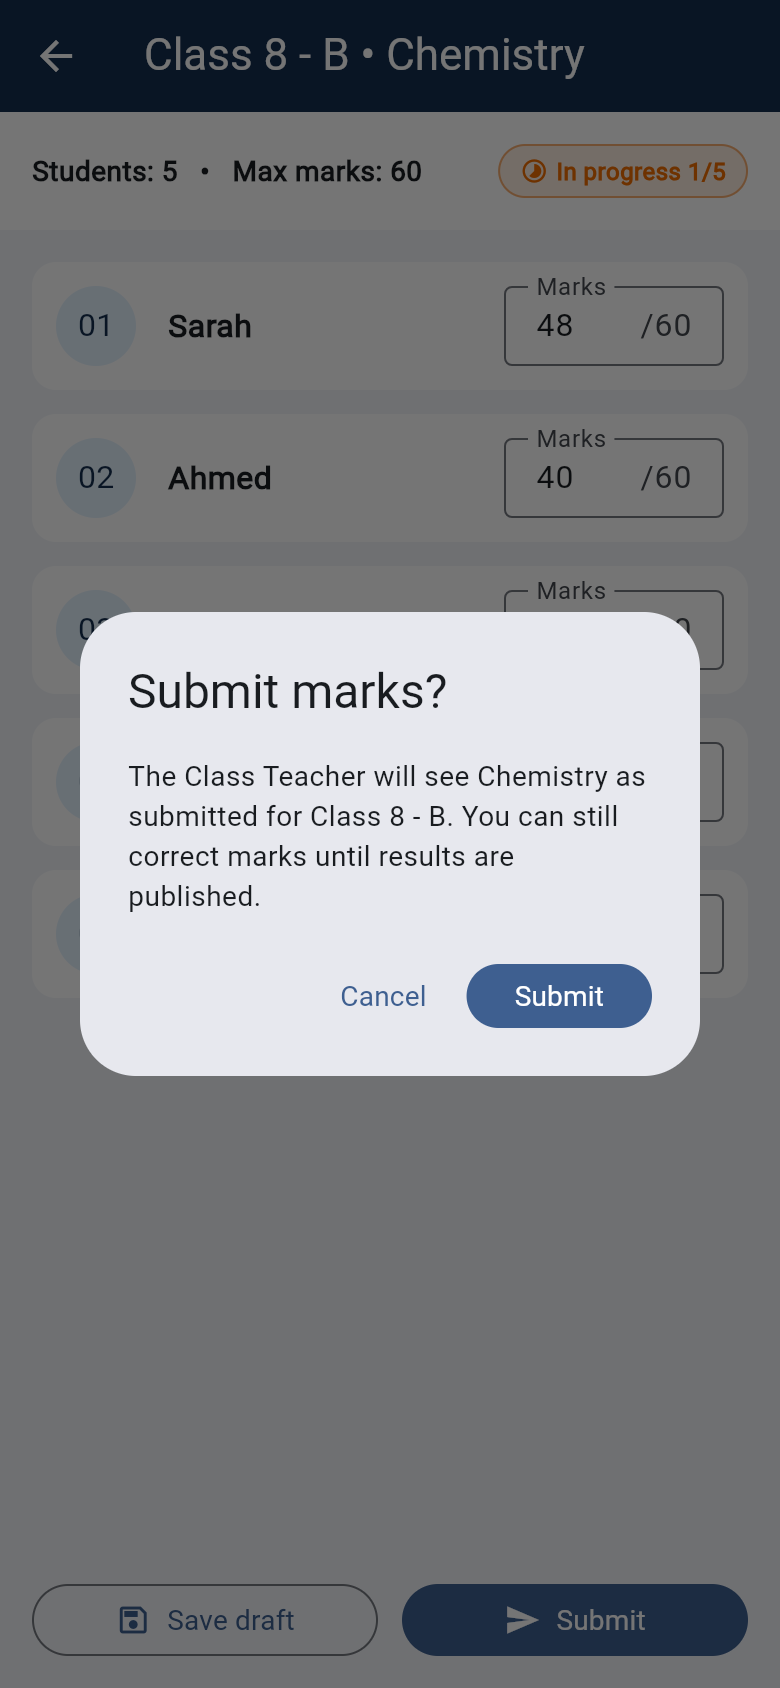 Class 8 - B • Chemistry
Students: 5 • Max marks: 60
In progress 1/5
Marks
01 Sarah 48 /60
Marks
02 Ahmed 40 /60
Marks
Submit marks?
The Class Teacher will see Chemistry as
submitted for Class 8 - B. You can still
correct marks until results are
published.
Cancel Submit
Save draft Submit